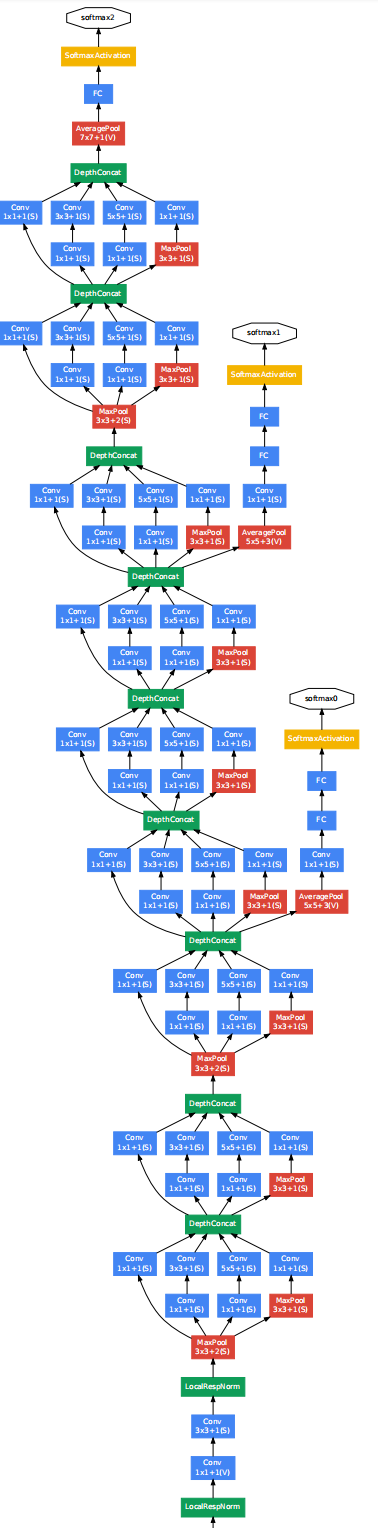 softmax2
SoftmaxActivation
FC
AveragePool
7x7+1(V)
DepthConcat
Conv Conv Conv Conv
1x1+1(S) 3x3+1(S) 5x5+1(S) 1x1+1(S)
Conv Conv MaxPool
1x1+1(S) 1x1+1(S) 3x3+1(S)
DepthConcat
Conv Conv Conv Conv
1x1+1(S) 3x3+1(S) 5x5+1(S) 1x1+1(S)
softmax1
Conv Conv MaxPool
1x1+1(S) 1x1+1(S) 3x3+1(S)
SoftmaxActivation
MaxPool
3x3+2(S)
FC
DepthConcat
FC
Conv Conv Conv Conv Conv
1x1+1(S) 3x3+1(S) 5x5+1(S) 1x1+1(S) 1x1+1(S)
Conv Conv MaxPool AveragePool
1x1+1(S) 1x1+1(S) 3x3+1(S) 5x5+3(V)
DepthConcat
Conv Conv Conv Conv
1x1+1(S) 3x3+1(S) 5x5+1(S) 1x1+1(S)
Conv Conv MaxPool
1x1+1(S) 1x1+1(S) 3x3+1(S)
DepthConcat
softmax0
Conv Conv Conv Conv
1x1+1(S) 3x3+1(S) 5x5+1(S) 1x1+1(S)
SoftmaxActivation
Conv Conv MaxPool
1x1+1(S) 1x1+1(S) 3x3+1(S)
FC
DepthConcat
FC
Conv Conv Conv Conv Conv
1x1+1(S) 3x3+1(S) 5x5+1(S) 1x1+1(S) 1x1+1(S)
Conv Conv MaxPool AveragePool
1x1+1(S) 1x1+1(S) 3x3+1(S) 5x5+3(V)
DepthConcat
Conv Conv Conv Conv
1x1+1(S) 3x3+1(S) 5x5+1(S) 1x1+1(S)
Conv Conv MaxPool
1x1+1(S) 1x1+1(S) 3x3+1(S)
MaxPool
3x3+2(S)
DepthConcat
Conv Conv Conv Conv
1x1+1(S) 3x3+1(S) 5x5+1(S) 1x1+1(S)
Conv Conv MaxPool
1x1+1(S) 1x1+1(S) 3x3+1(S)
DepthConcat
Conv Conv Conv Conv
1x1+1(S) 3x3+1(S) 5x5+1(S) 1x1+1(S)
Conv Conv MaxPool
1x1+1(S) 1x1+1(S) 3x3+1(S)
MaxPool
3x3+2(S)
LocalRespNorm
Conv
3x3+1(S)
Conv
1x1+1(V)
LocalRespNorm